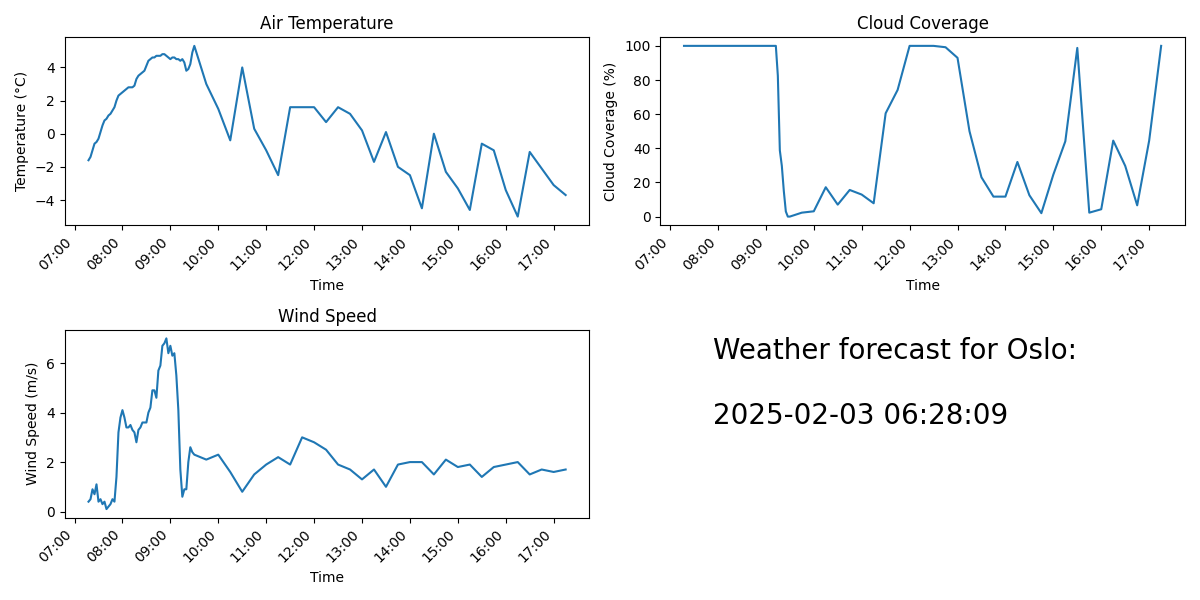 Air Temperature
Temperature (°C)
4
2
0
−2
−4
07:00 08:00 09:00 10:00 11:00 12:00 13:00 14:00 15:00 16:00 17:00
Time
Cloud Coverage
Cloud Coverage (%)
100
80
60
40
20
0
07:00 08:00 09:00 10:00 11:00 12:00 13:00 14:00 15:00 16:00 17:00
Time
Wind Speed
Wind Speed (m/s)
6
4
2
0
07:00 08:00 09:00 10:00 11:00 12:00 13:00 14:00 15:00 16:00 17:00
Time
Weather forecast for Oslo:
2025-02-03 06:28:09